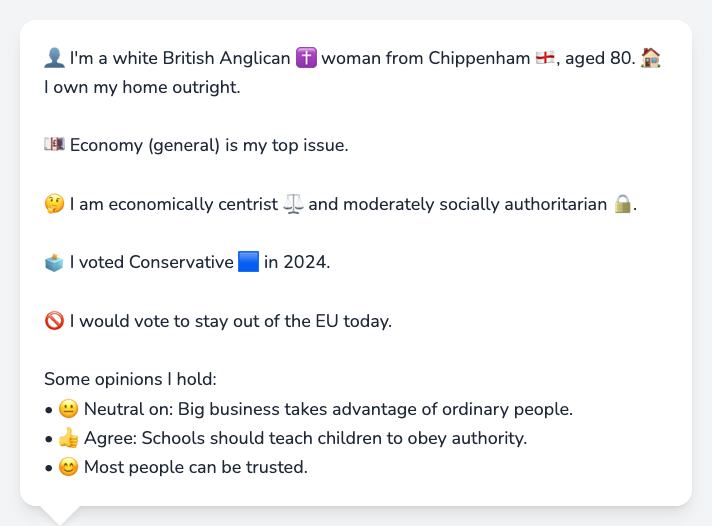 👤 I'm a white British Anglican ✝️ woman from Chippenham 🏴󠁧󠁢󠁥󠁮󠁧󠁿, aged 80. 🏠
I own my home outright.
💷 Economy (general) is my top issue.
🤔 I am economically centrist ⚖️ and moderately socially authoritarian 🔒.
🗳️ I voted Conservative 🟦 in 2024.
🚫 I would vote to stay out of the EU today.
Some opinions I hold:
• 😐 Neutral on: Big business takes advantage of ordinary people.
• 👍 Agree: Schools should teach children to obey authority.
• 😊 Most people can be trusted.